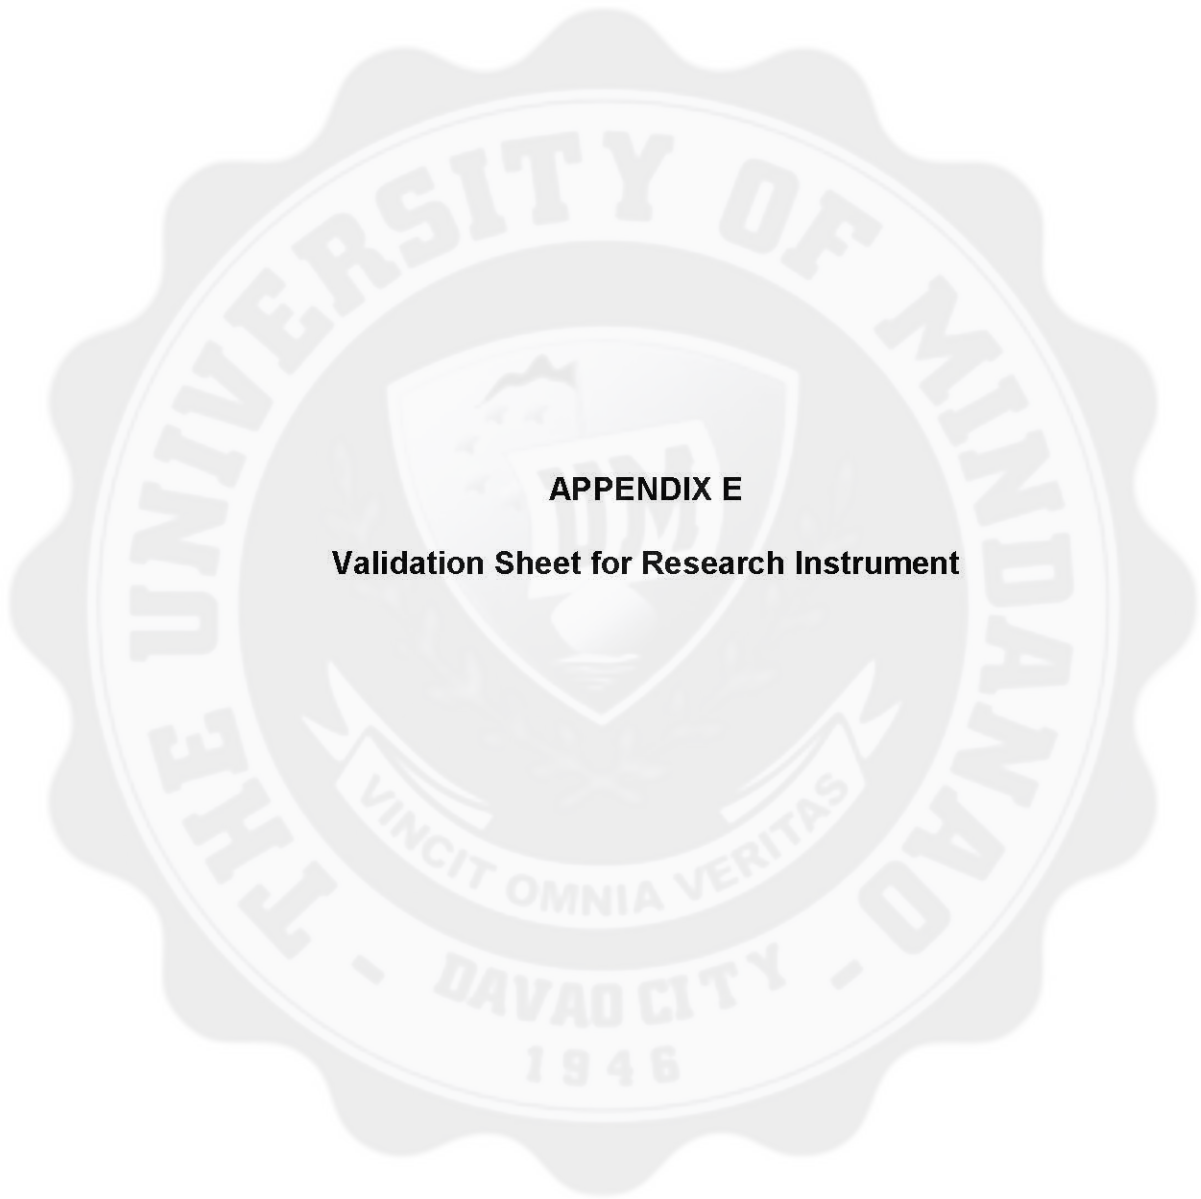 APPENDIX E
Validation Sheet for Research Instrument
THE UNIVERSITY OF MINDANAO
UM
VINCIT OMNIA VERITAS
- DAVAO CITY -
1946